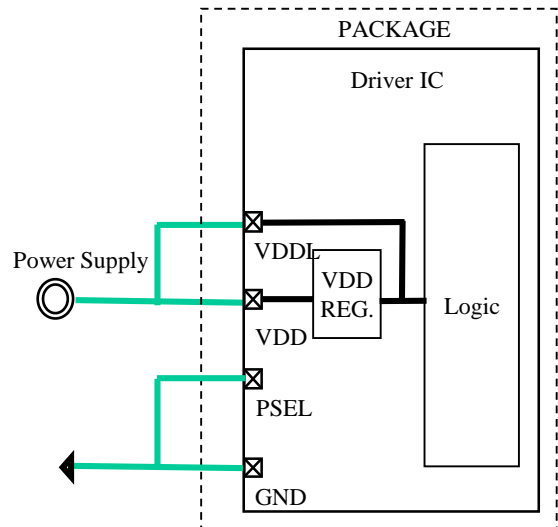 PACKAGE
Driver IC
VDDL
Power Supply
VDD
REG.
Logic
VDD
PSEL
GND